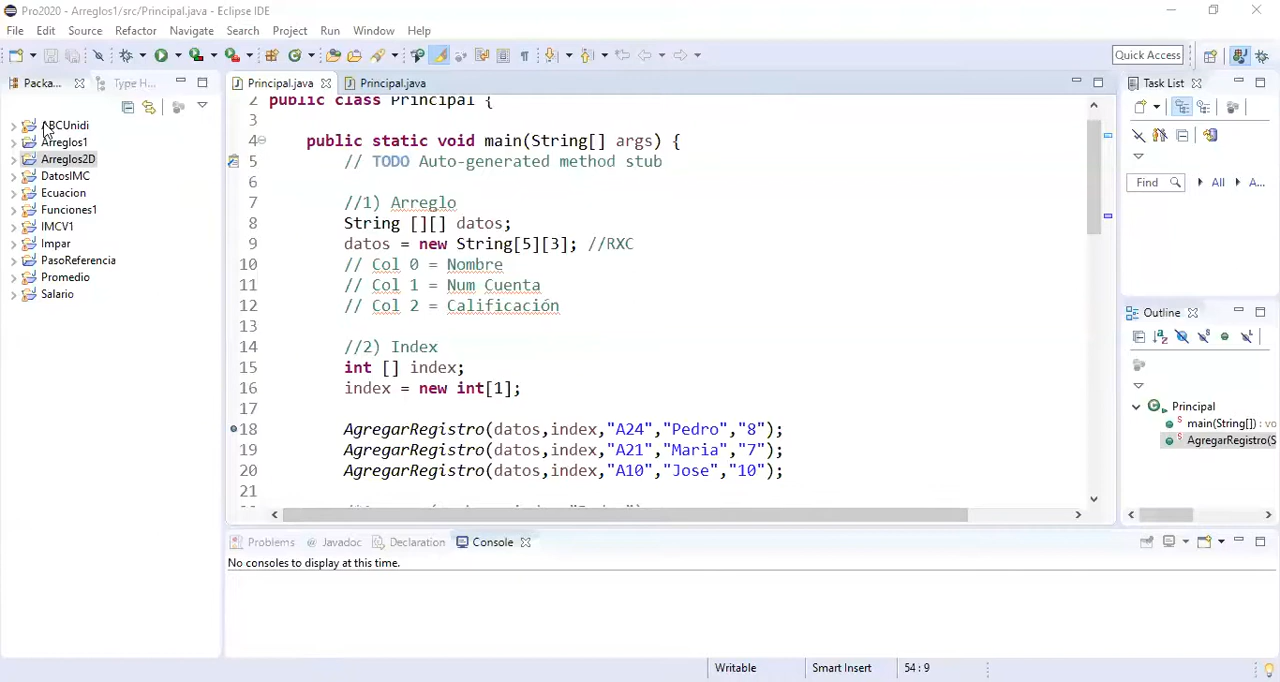 Pro2020 - Arreglos1/src/Principal.java - Eclipse IDE
File Edit Source Refactor Navigate Search Project Run Window Help
Quick Access
Packa...
Type H...
ABCUnidi
Arreglos1
Arreglos2D
DatosIMC
Ecuacion
Funciones1
IMCV1
Impar
PasoReferencia
Promedio
Salario
Principal.java
Principal.java
2 public class Principal {
3
4 public static void main(String[] args) {
5 // TODO Auto-generated method stub
6
7 //1) Arreglo
8 String [][] datos;
9 datos = new String[5][3]; //RXC
10 // Col 0 = Nombre
11 // Col 1 = Num Cuenta
12 // Col 2 = Calificación
13
14 //2) Index
15 int [] index;
16 index = new int[1];
17
18 AgregarRegistro(datos,index,"A24","Pedro","8");
19 AgregarRegistro(datos,index,"A21","Maria","7");
20 AgregarRegistro(datos,index,"A10","Jose","10");
21
Task List
Find
All
A...
Outline
Principal
main(String[]) : vo
AgregarRegistro(S
Problems @ Javadoc Declaration Console
No consoles to display at this time.
Writable Smart Insert 54 : 9